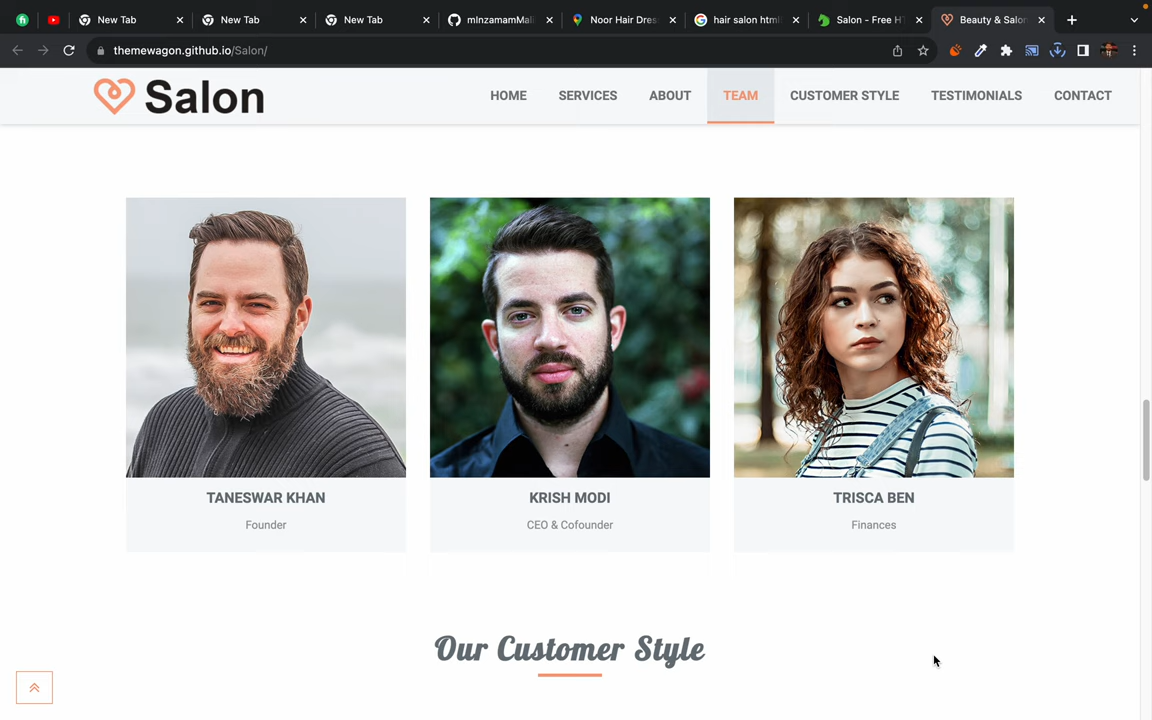 New Tab
New Tab
New Tab
mInzamamMal
Noor Hair Dres
hair salon html
Salon - Free HT
Beauty & Salon
themewagon.github.io/Salon/
Salon
HOME
SERVICES
ABOUT
TEAM
CUSTOMER STYLE
TESTIMONIALS
CONTACT
TANESWAR KHAN
Founder
KRISH MODI
CEO & Cofounder
TRISCA BEN
Finances
Our Customer Style